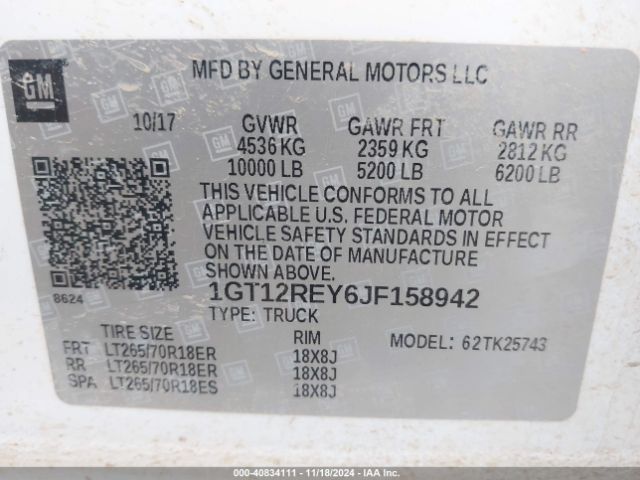 GM
MFD BY GENERAL MOTORS LLC
10/17
GVWR GAWR FRT GAWR RR
4536 KG 2359 KG 2812 KG
10000 LB 5200 LB 6200 LB
THIS VEHICLE CONFORMS TO ALL
APPLICABLE U.S. FEDERAL MOTOR
VEHICLE SAFETY STANDARDS IN EFFECT
ON THE DATE OF MANUFACTURE
SHOWN ABOVE.
8624
1GT12REY6JF158942
TYPE: TRUCK
TIRE SIZE RIM MODEL: 62TK25743
FRT LT265/70R18ER 18X8J
RR LT265/70R18ER 18X8J
SPA LT265/70R18ES 18X8J
© - 40834111 - 11/18/2024 - IAA Inc.